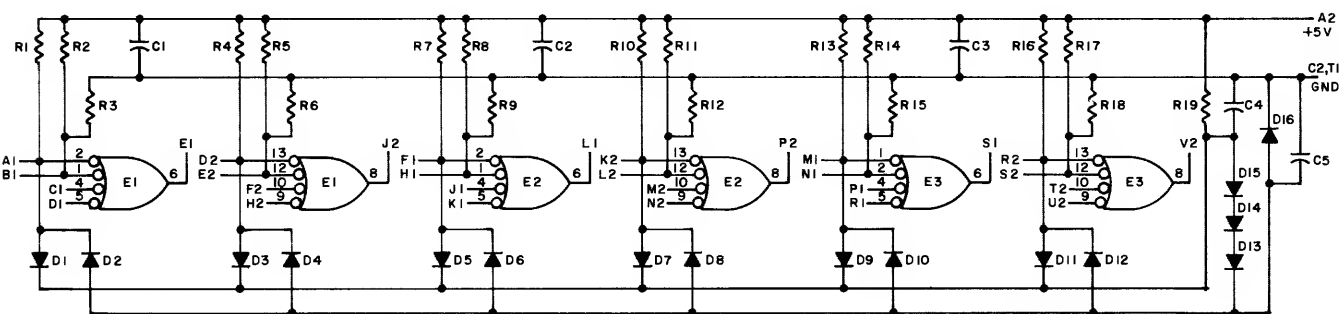 A2
+5V
R1 R2 C1 R4 R5 R7 R8 C2 R10 R11 R13 R14 C3 R16 R17
C2,T1
GND
R3 R6 R9 R12 R15 R18 R19 C4 D16 C5
E1 J2 L1 P2 S1 V2
A1 2 D2 13 F1 2 K2 13 M1 1 R2 13
B1 1 E1 6 E2 12 E1 8 H1 1 E2 6 L2 12 E2 8 N1 2 E3 6 S2 12 E3 8
C1 4 F2 10 J1 4 M2 10 P1 4 T2 10
D1 5 H2 9 K1 5 N2 9 R1 5 U2 9
D15
D14
D1 D2 D3 D4 D5 D6 D7 D8 D9 D10 D11 D12 D13